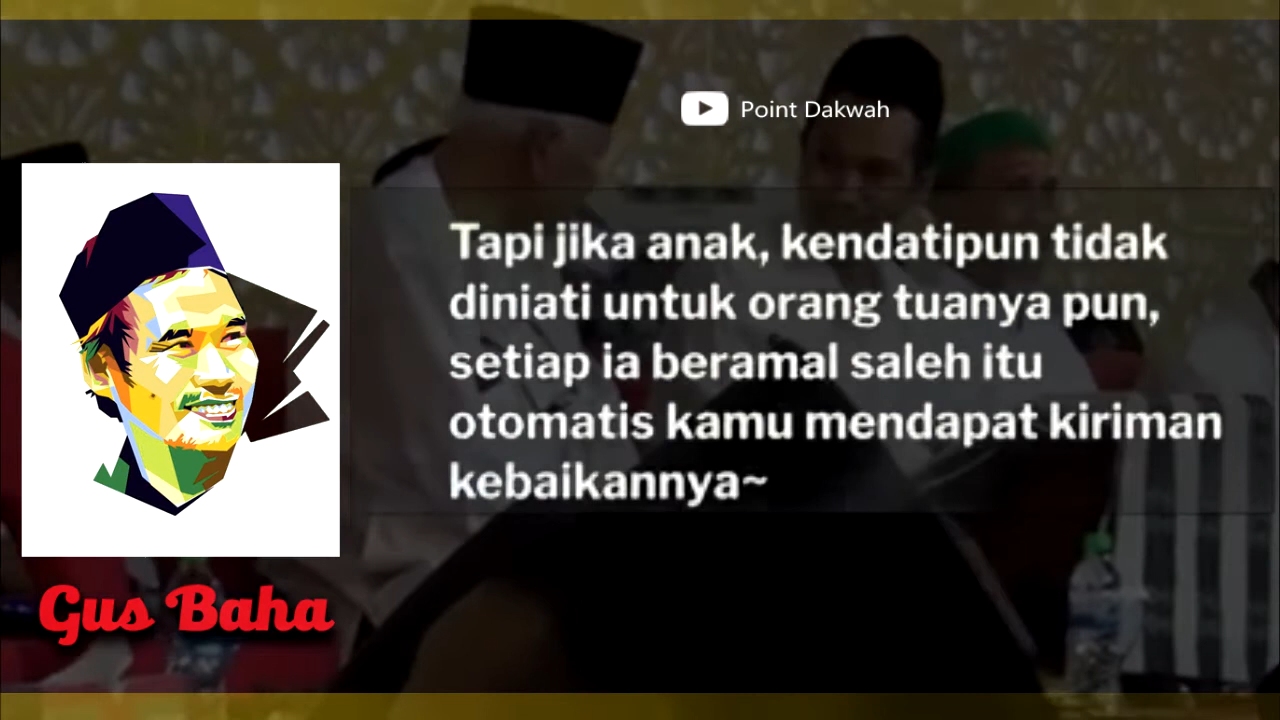 Point Dakwah
Tapi jika anak, kendatipun tidak
diniati untuk orang tuanya pun,
setiap ia beramal saleh itu
otomatis kamu mendapat kiriman
kebaikannya~
Gus Baha